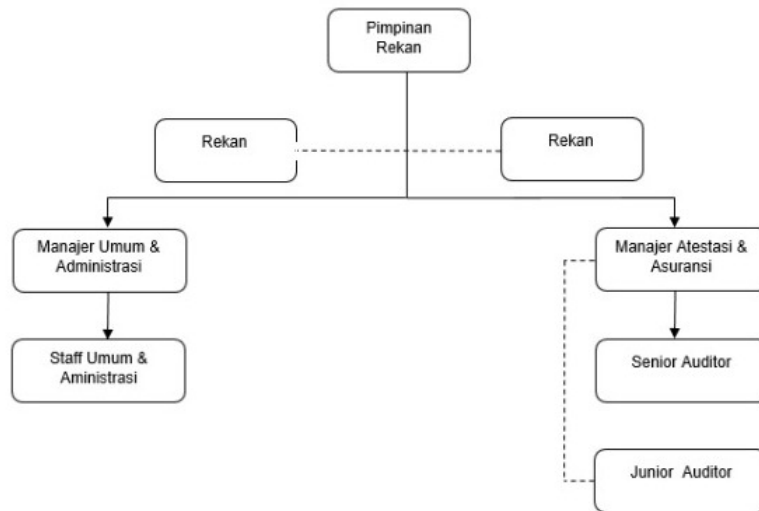 Pimpinan
Rekan
Rekan
Rekan
Manajer Umum &
Administrasi
Manajer Atestasi &
Asuransi
Staff Umum &
Aministrasi
Senior Auditor
Junior Auditor